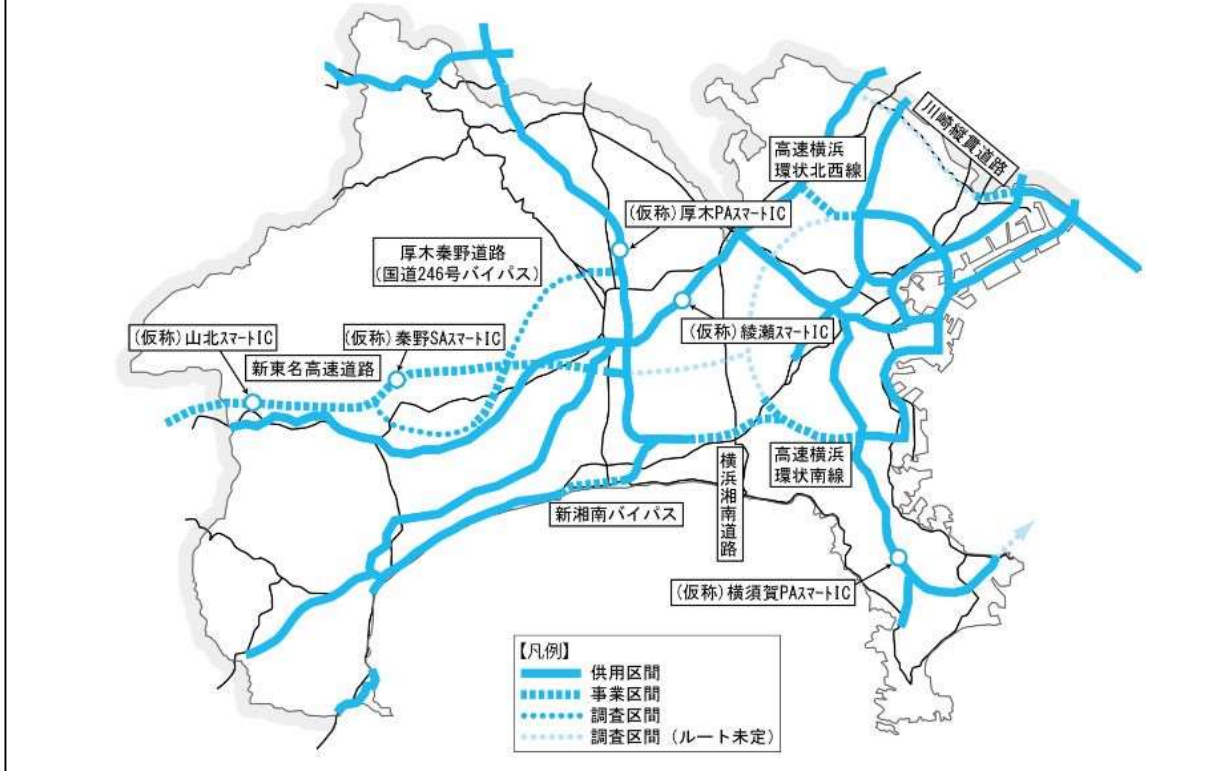 川崎縦貫道路
高速横浜
環状北西線
(仮称)厚木PAスマートIC
厚木秦野道路
(国道246号バイパス)
(仮称)山北スマートIC
(仮称)秦野SAスマートIC
(仮称)綾瀬スマートIC
新東名高速道路
高速横浜
環状南線
横浜湘南道路
新湘南バイパス
(仮称)横須賀PAスマートIC
【凡例】
供用区間
事業区間
調査区間
調査区間(ルート未定)